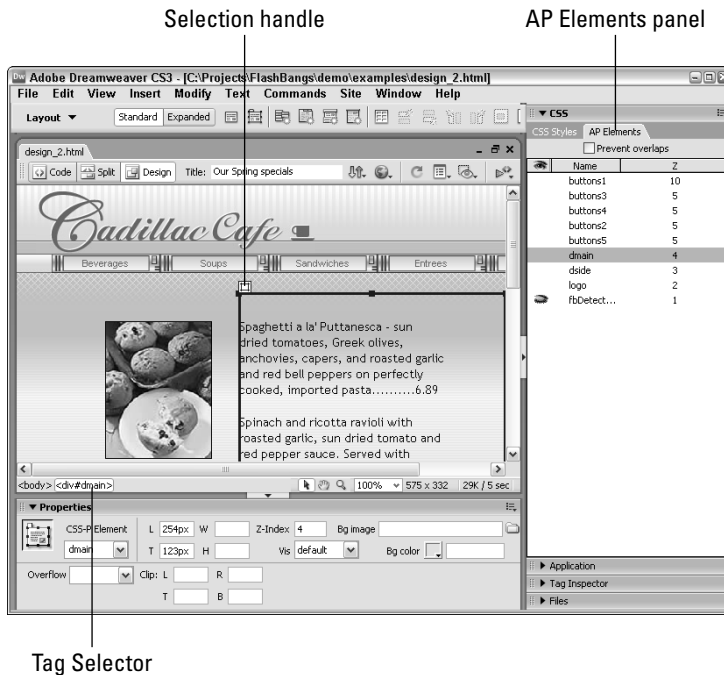 Selection handle
AP Elements panel
Dw Adobe Dreamweaver CS3 - [C:\Projects\FlashBangs\demo\examples\design_2.html]
File Edit View Insert Modify Text Commands Site Window Help
Layout Standard Expanded
CSS
CSS Styles AP Elements
Prevent overlaps
Name Z
buttons1 10
buttons3 5
buttons4 5
buttons2 5
buttons5 5
dmain 4
dside 3
logo 2
fbDetect... 1
design_2.html
Code Split Design Title: Our Spring specials
Cadillac Cafe
Beverages Soups Sandwiches Entrees
Spaghetti a la' Puttanesca - sun
dried tomatoes, Greek olives,
anchovies, capers, and roasted garlic
and red bell peppers on perfectly
cooked, imported pasta..........6.89
Spinach and ricotta ravioli with
roasted garlic, sun dried tomato and
red pepper sauce. Served with
<body> <div#dmain> 100% 575 x 332 29K / 5 sec
Properties
CSS-P Element L 254px W Z-Index 4 Bg image
dmain T 123px H Vis default Bg color
Overflow Clip: L R
T B
Application
Tag Inspector
Files
Tag Selector